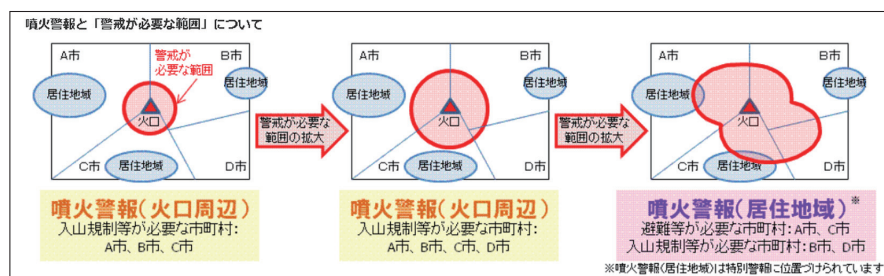 噴火警報と「警戒が必要な範囲」について
A市
B市
警戒が
必要な範囲
居住地域
居住地域
火口
C市
居住地域
D市
噴火警報(火口周辺)
入山規制等が必要な市町村:
A市、B市、C市
警戒が必要な
範囲の拡大
A市
B市
居住地域
居住地域
火口
C市
居住地域
D市
噴火警報(火口周辺)
入山規制等が必要な市町村:
A市、B市、C市、D市
警戒が必要な
範囲の拡大
A市
B市
居住地域
居住地域
火口
C市
居住地域
D市
噴火警報(居住地域)※
避難等が必要な市町村:A市、C市
入山規制等が必要な市町村:B市、D市
※噴火警報(居住地域)は特別警報に位置づけられています